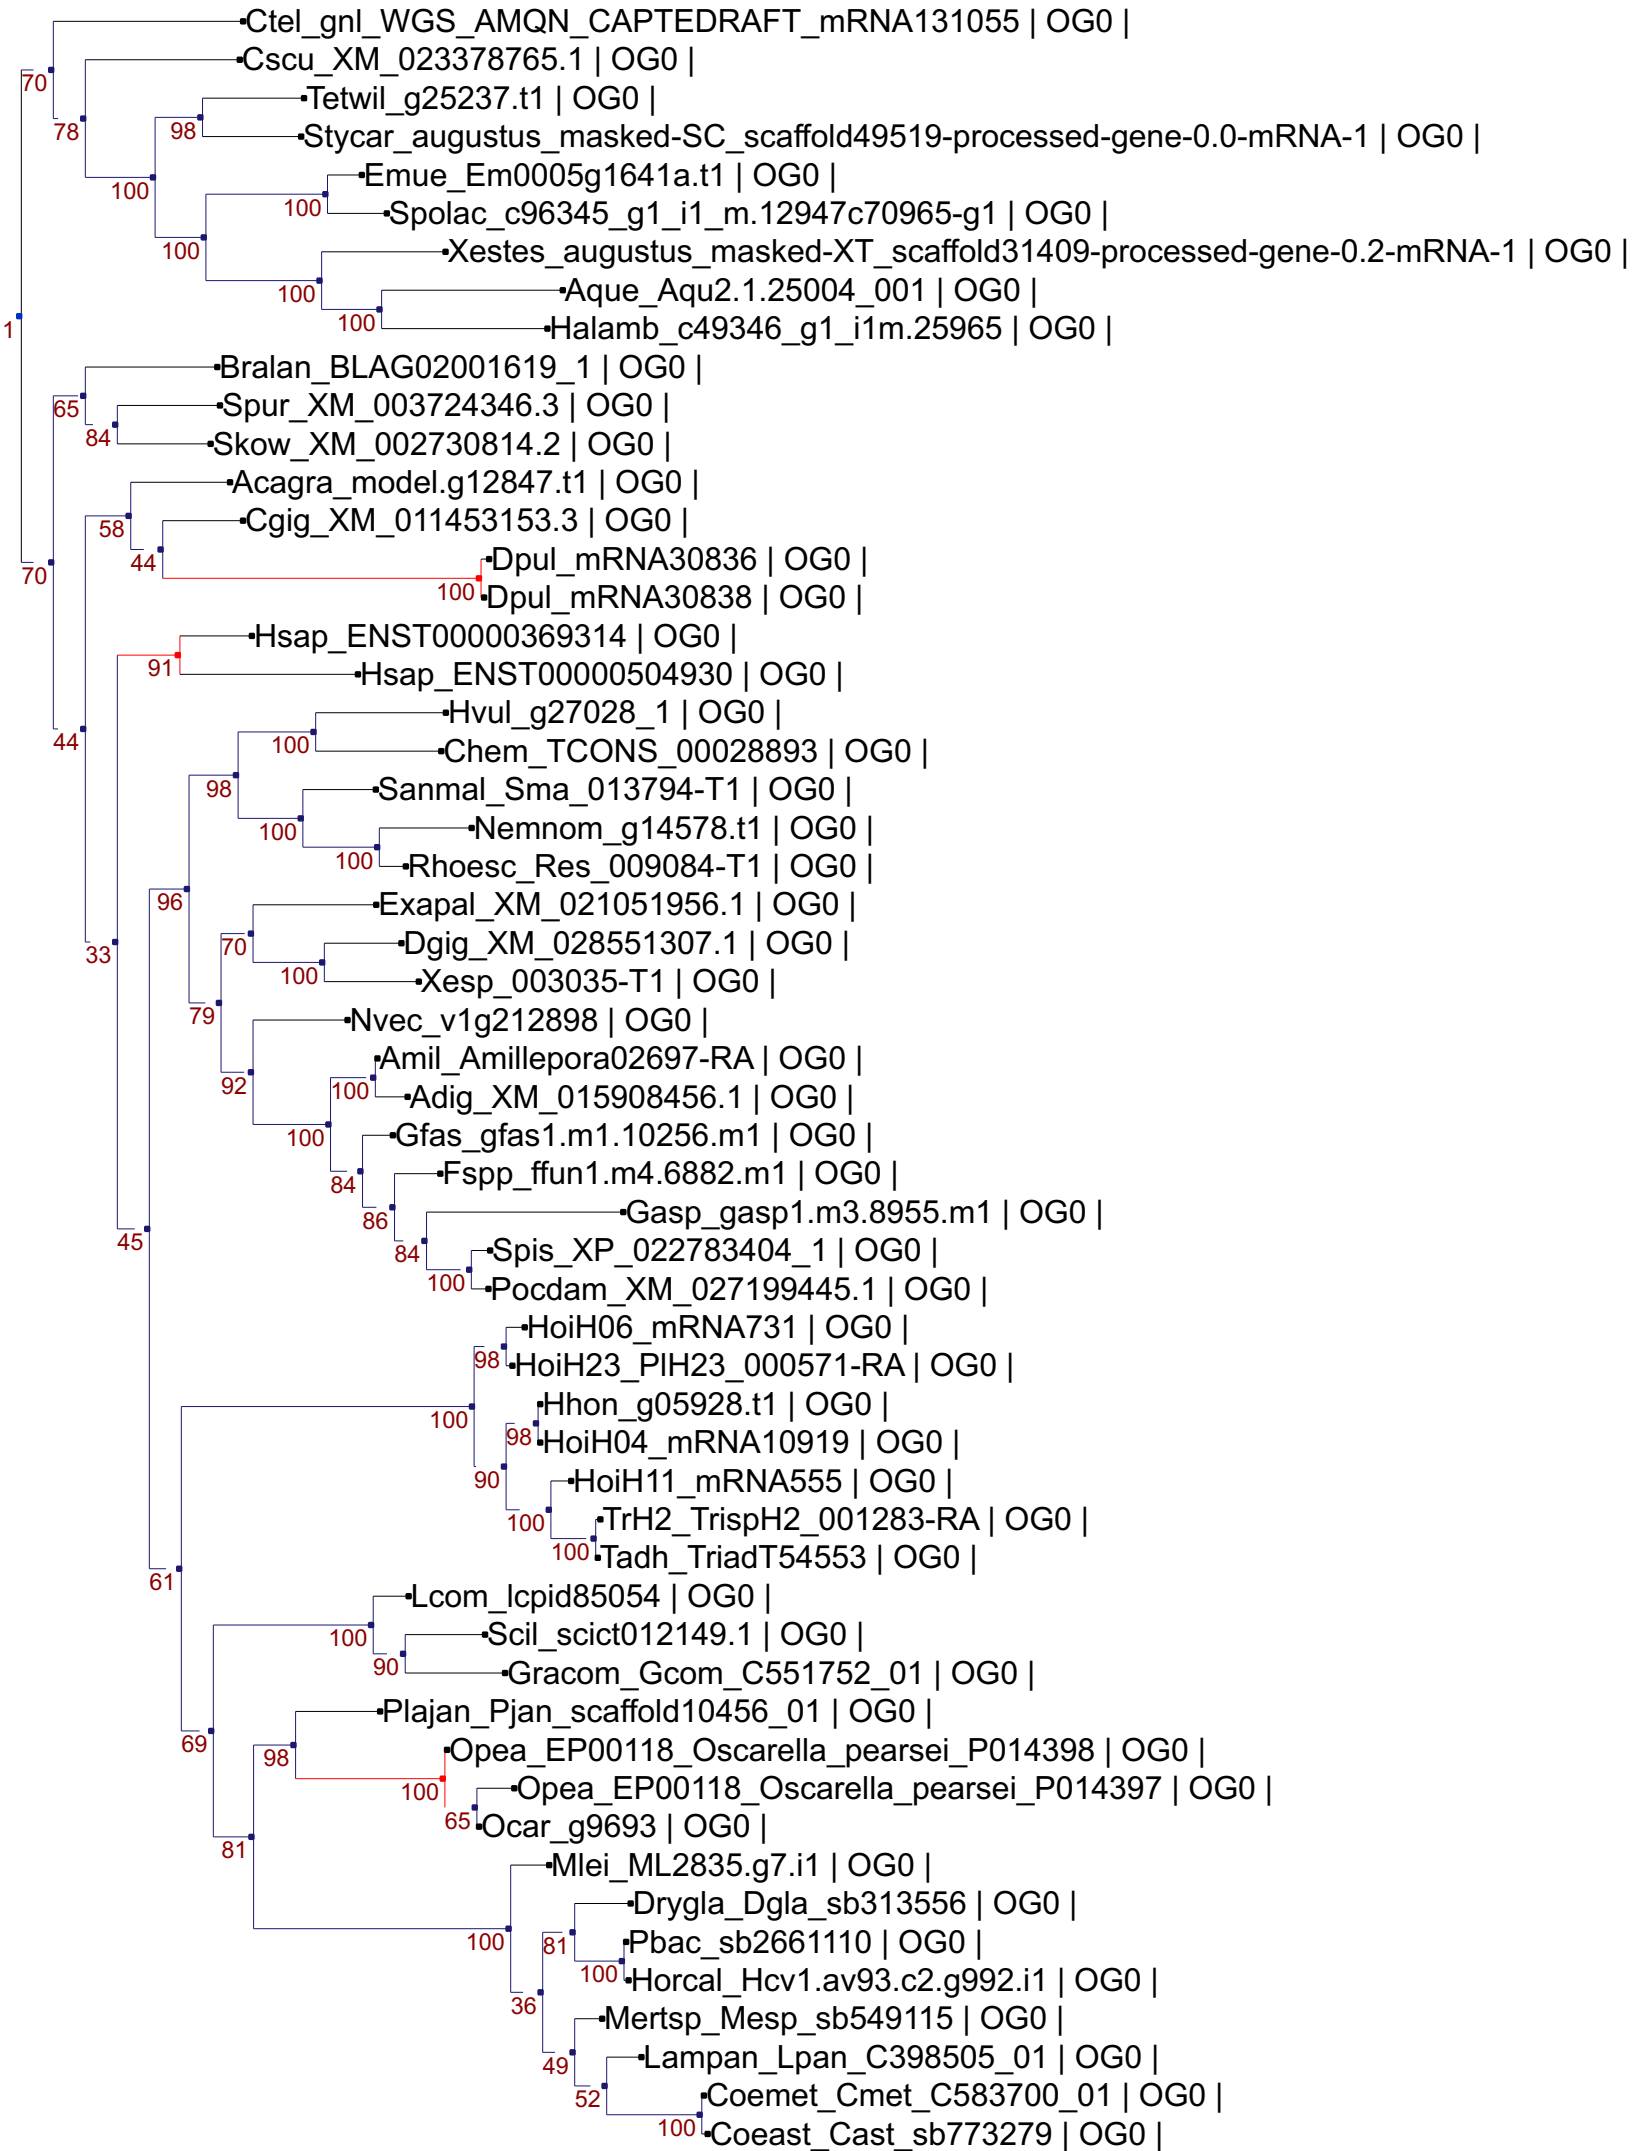 Ctel_gnl_WGS_AMQN_CAPTEDRAFT_mRNA131055 | OG0 |
Cscu_XM_023378765.1 | OG0 |
70
Tetwil_g25237.t1 | OG0 |
78
98
Stycar_augustus_masked-SC_scaffold49519-processed-gene-0.0-mRNA-1 | OG0 |
Emue_Em0005g1641a.t1 | OG0 |
100
100
Spolac_c96345_g1_i1_m.12947c70965-g1 | OG0 |
100
Xestes_augustus_masked-XT_scaffold31409-processed-gene-0.2-mRNA-1 | OG0 |
100
Aque_Aqu2.1.25004_001 | OG0 |
1
100
Halamb_c49346_g1_i1m.25965 | OG0 |
Bralan_BLAG02001619_1 | OG0 |
65
Spur_XM_003724346.3 | OG0 |
84
Skow_XM_002730814.2 | OG0 |
Acagra_model.g12847.t1 | OG0 |
58
Cgig_XM_011453153.3 | OG0 |
44
Dpul_mRNA30836 | OG0 |
70
100
Dpul_mRNA30838 | OG0 |
Hsap_ENST00000369314 | OG0 |
91
Hsap_ENST00000504930 | OG0 |
Hvul_g27028_1 | OG0 |
44
100
Chem_TCONS_00028893 | OG0 |
98
Sanmal_Sma_013794-T1 | OG0 |
100
Nemnom_g14578.t1 | OG0 |
100
Rhoesc_Res_009084-T1 | OG0 |
96
Exapal_XM_021051956.1 | OG0 |
33
70
Dgig_XM_028551307.1 | OG0 |
100
Xesp_003035-T1 | OG0 |
79
Nvec_v1g212898 | OG0 |
Amil_Amillepora02697-RA | OG0 |
92
100
Adig_XM_015908456.1 | OG0 |
100
Gfas_gfas1.m1.10256.m1 | OG0 |
84
Fspp_ffun1.m4.6882.m1 | OG0 |
86
Gasp_gasp1.m3.8955.m1 | OG0 |
45
84
Spis_XP_022783404_1 | OG0 |
100
Pocdam_XM_027199445.1 | OG0 |
HoiH06_mRNA731 | OG0 |
98
HoiH23_PlH23_000571-RA | OG0 |
100
Hhon_g05928.t1 | OG0 |
98
HoiH04_mRNA10919 | OG0 |
90
HoiH11_mRNA555 | OG0 |
100
TrH2_TrispH2_001283-RA | OG0 |
100
Tadh_TriadT54553 | OG0 |
61
Lcom_lcpid85054 | OG0 |
100
Scil_scict012149.1 | OG0 |
90
Gracom_Gcom_C551752_01 | OG0 |
Plajan_Pjan_scaffold10456_01 | OG0 |
69
98
Opea_EP00118_Oscarella_pearsei_P014398 | OG0 |
100
Opea_EP00118_Oscarella_pearsei_P014397 | OG0 |
65
Ocar_g9693 | OG0 |
81
Mlei_ML2835.g7.i1 | OG0 |
Drygla_Dgla_sb313556 | OG0 |
100
81
Pbac_sb2661110 | OG0 |
100
Horcal_Hcv1.av93.c2.g992.i1 | OG0 |
36
Mertsp_Mesp_sb549115 | OG0 |
49
Lampan_Lpan_C398505_01 | OG0 |
52
Coemet_Cmet_C583700_01 | OG0 |
100
Coeast_Cast_sb773279 | OG0 |